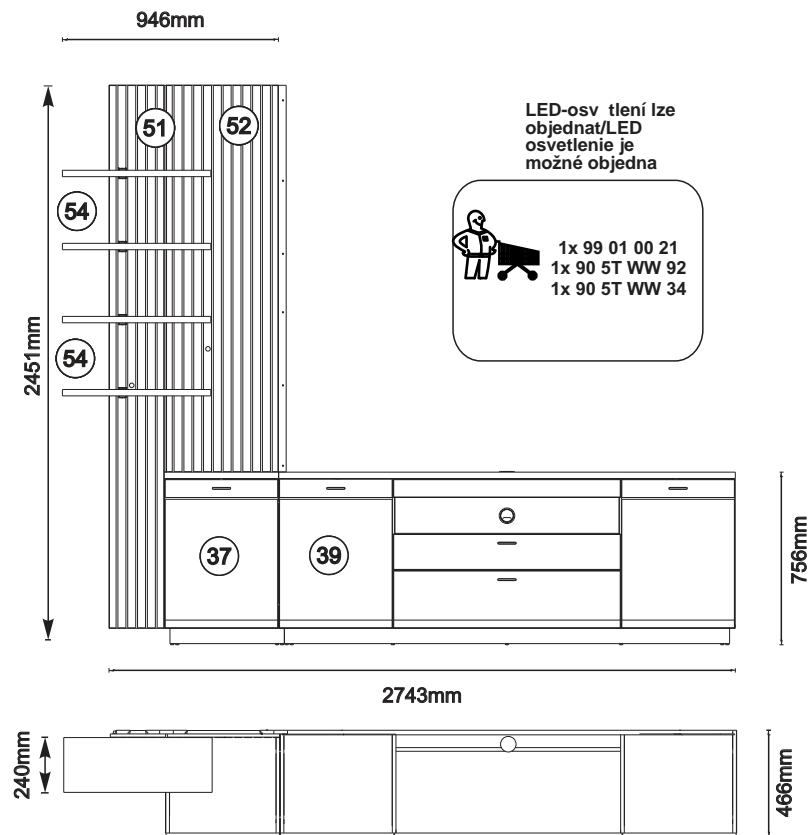 946mm
51
52
54
54
2451mm
LED-osv tlení lze
objednat/LED
osvetlenie je
možné objedna
1x 99 01 00 21
1x 90 5T WW 92
1x 90 5T WW 34
37
39
756mm
2743mm
240mm
466mm